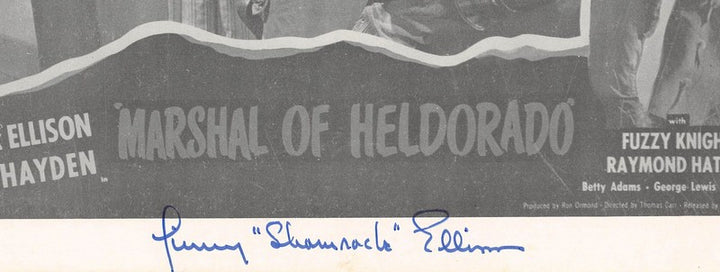 ELLISON
HAYDEN in
"MARSHAL OF HELDORADO"
with
FUZZY KNIGH
RAYMOND HAT
Betty Adams · George Lewis
Produced by Ron Ormond · Directed by Thomas Carr · Released by
Jimmy "Shamrock" Ellison